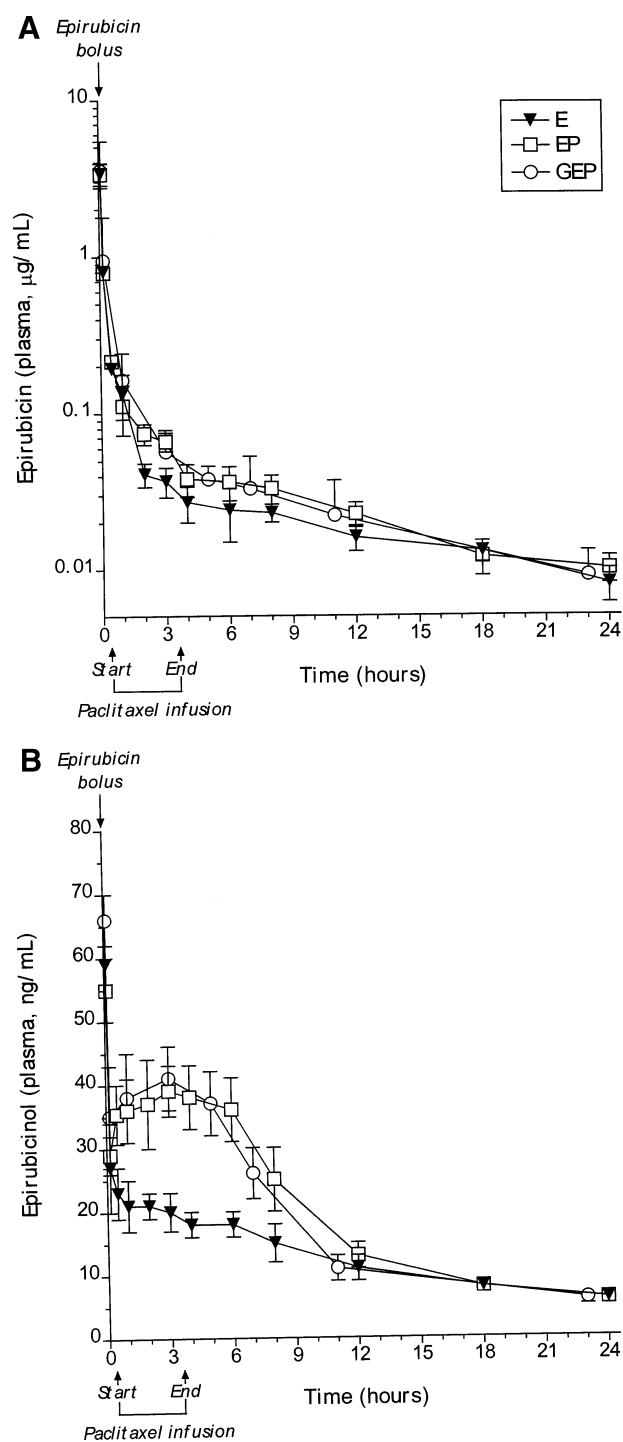 A
Epirubicin
bolus
10
1
0.1
0.01
Epirubicin (plasma, μg/mL)
E
EP
GEP
0 3 6 9 12 15 18 21 24
Start End
Time (hours)
Paclitaxel infusion
B
Epirubicin
bolus
80
70
60
50
40
30
20
10
0
Epirubicinol (plasma, ng/mL)
0 3 6 9 12 15 18 21 24
Start End
Time (hours)
Paclitaxel infusion